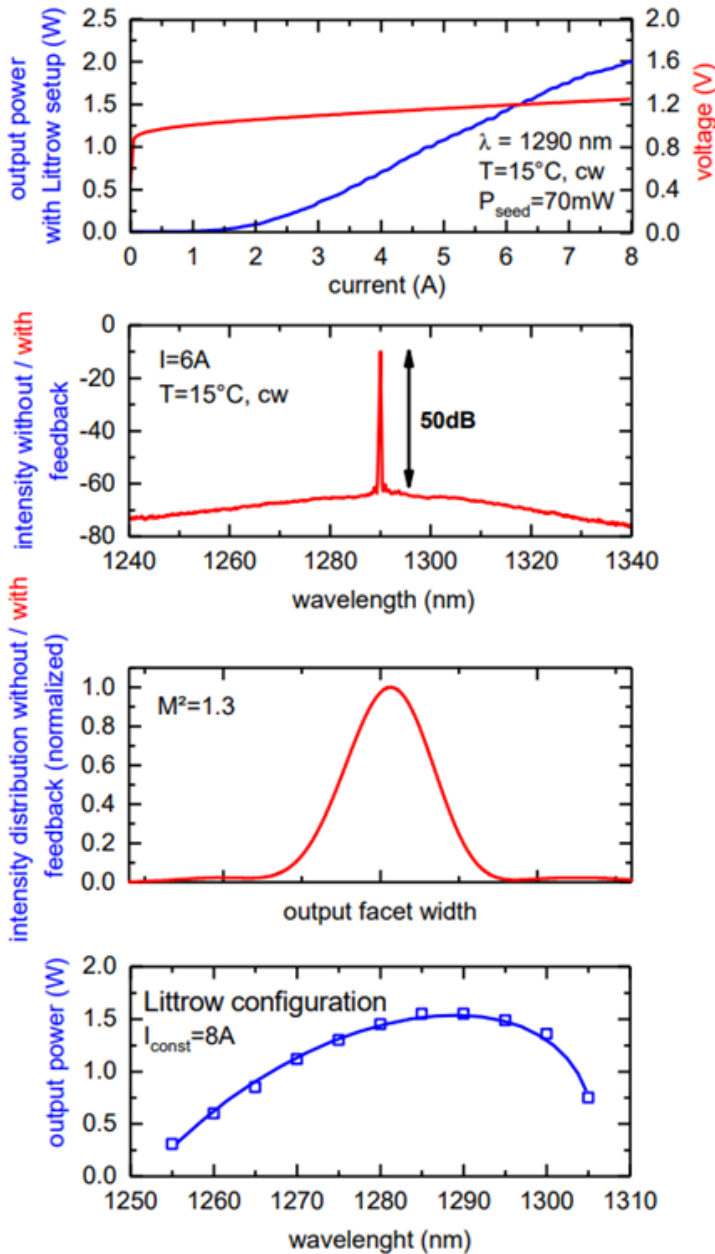 output power
with Littrow setup (W)
2.5
2.0
1.5
1.0
0.5
0.0
2.0
1.6
1.2
0.8
0.4
0.0
voltage (V)
λ = 1290 nm
T=15°C, cw
P_seed=70mW
0 1 2 3 4 5 6 7 8
current (A)
intensity without / with
feedback
0
-20
-40
-60
-80
I=6A
T=15°C, cw
50dB
1240 1260 1280 1300 1320 1340
wavelength (nm)
intensity distribution without / with
feedback (normalized)
1.0
0.8
0.6
0.4
0.2
0.0
M²=1.3
output facet width
output power (W)
2.0
1.5
1.0
0.5
0.0
Littrow configuration
I_const=8A
1250 1260 1270 1280 1290 1300 1310
wavelenght (nm)